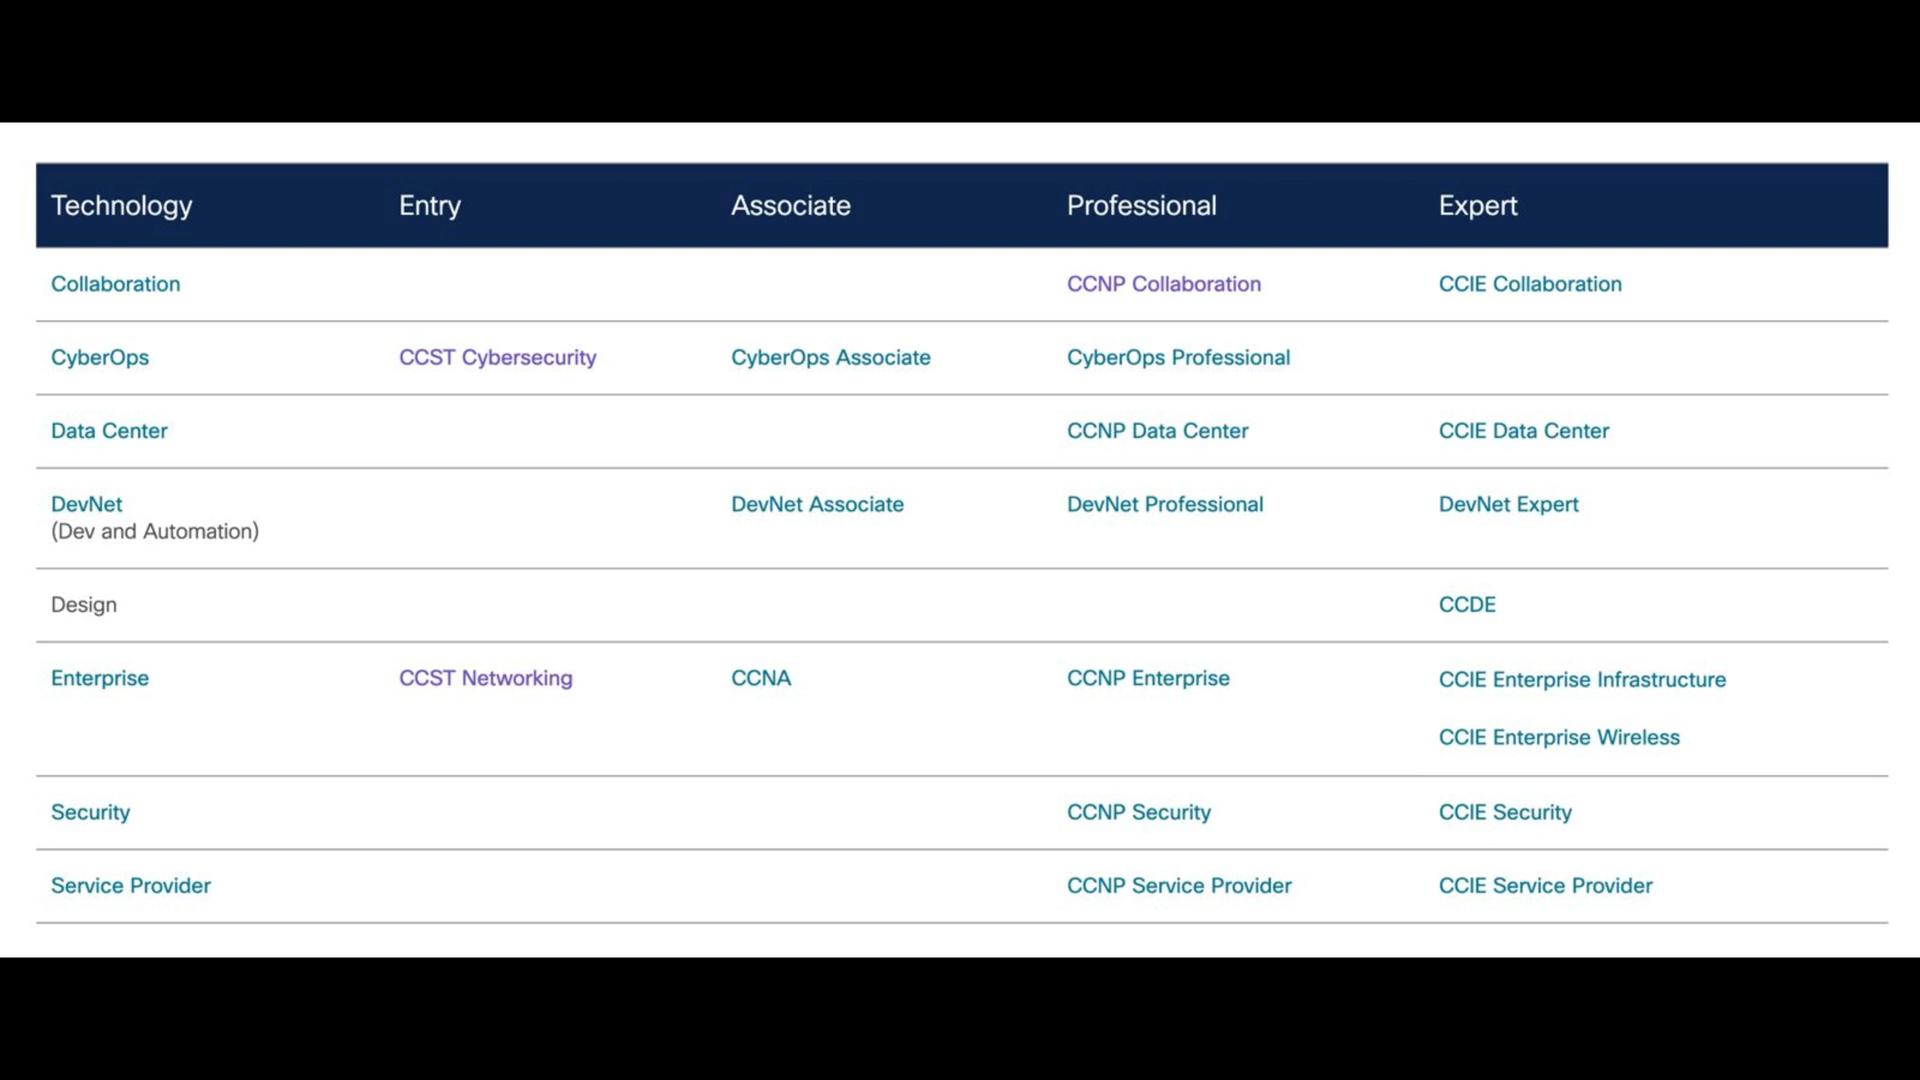 Technology Entry Associate Professional Expert
Collaboration CCNP Collaboration CCIE Collaboration
CyberOps CCST Cybersecurity CyberOps Associate CyberOps Professional
Data Center CCNP Data Center CCIE Data Center
DevNet DevNet Associate DevNet Professional DevNet Expert
(Dev and Automation)
Design CCDE
Enterprise CCST Networking CCNA CCNP Enterprise CCIE Enterprise Infrastructure
CCIE Enterprise Wireless
Security CCNP Security CCIE Security
Service Provider CCNP Service Provider CCIE Service Provider